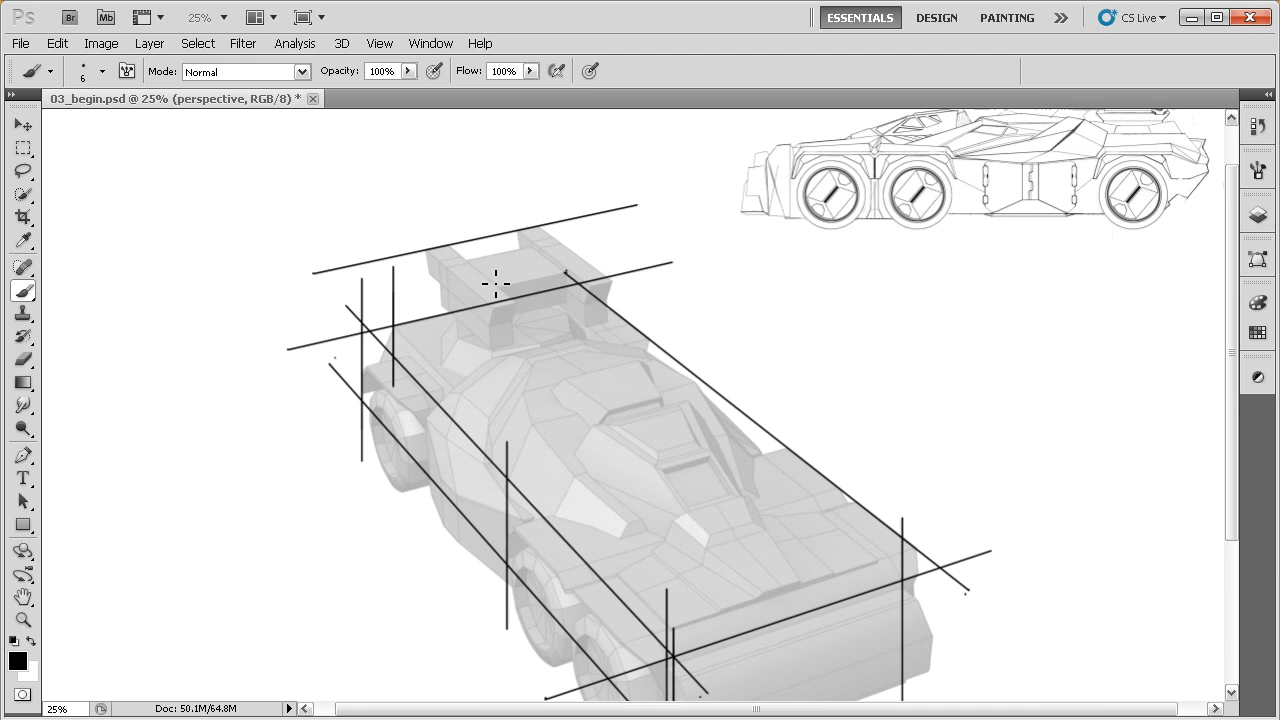 Ps Br Mb 25% ESSENTIALS DESIGN PAINTING CS Live
File Edit Image Layer Select Filter Analysis 3D View Window Help
6 Mode: Normal Opacity: 100% Flow: 100%
03_begin.psd @ 25% (perspective, RGB/8) *
25% Doc: 50.1M/64.8M